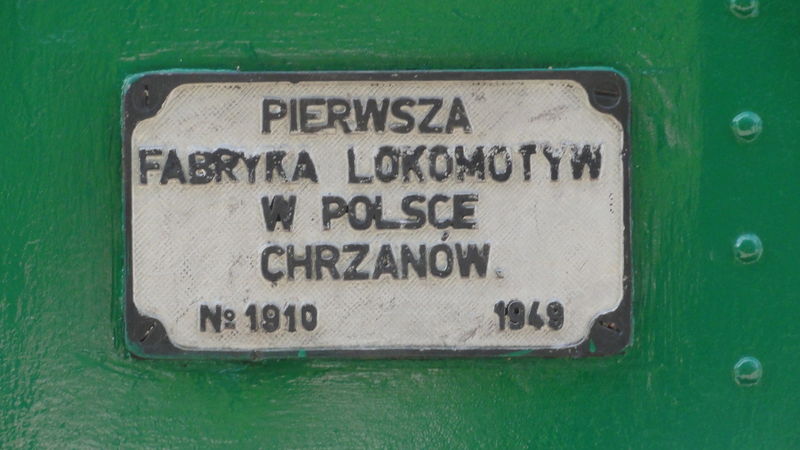 PIERWSZA
FABRYKA LOKOMOTYW
W POLSCE
CHRZANÓW.
№ 1910 1949